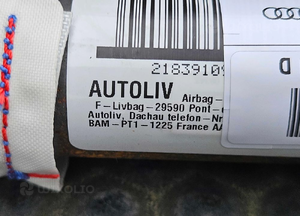 21839109
AUTOLIV Airbag-
F-Livbag-29590 Pont-
Autoliv, Dachau telefon-Nr
BAM-PT1-1225 France A
D